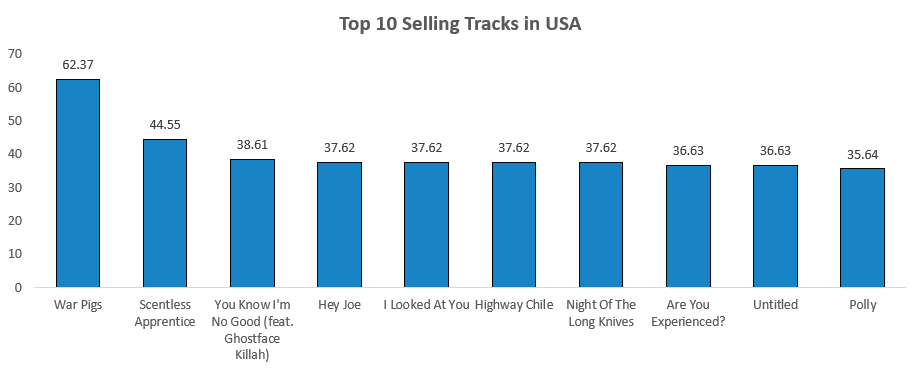 Top 10 Selling Tracks in USA
70
60
50
40
30
20
10
0
62.37
44.55
38.61
37.62
37.62
37.62
37.62
36.63
36.63
35.64
War Pigs
Scentless
Apprentice
You Know I'm
No Good (feat.
Ghostface
Killah)
Hey Joe
I Looked At You
Highway Chile
Night Of The
Long Knives
Are You
Experienced?
Untitled
Polly